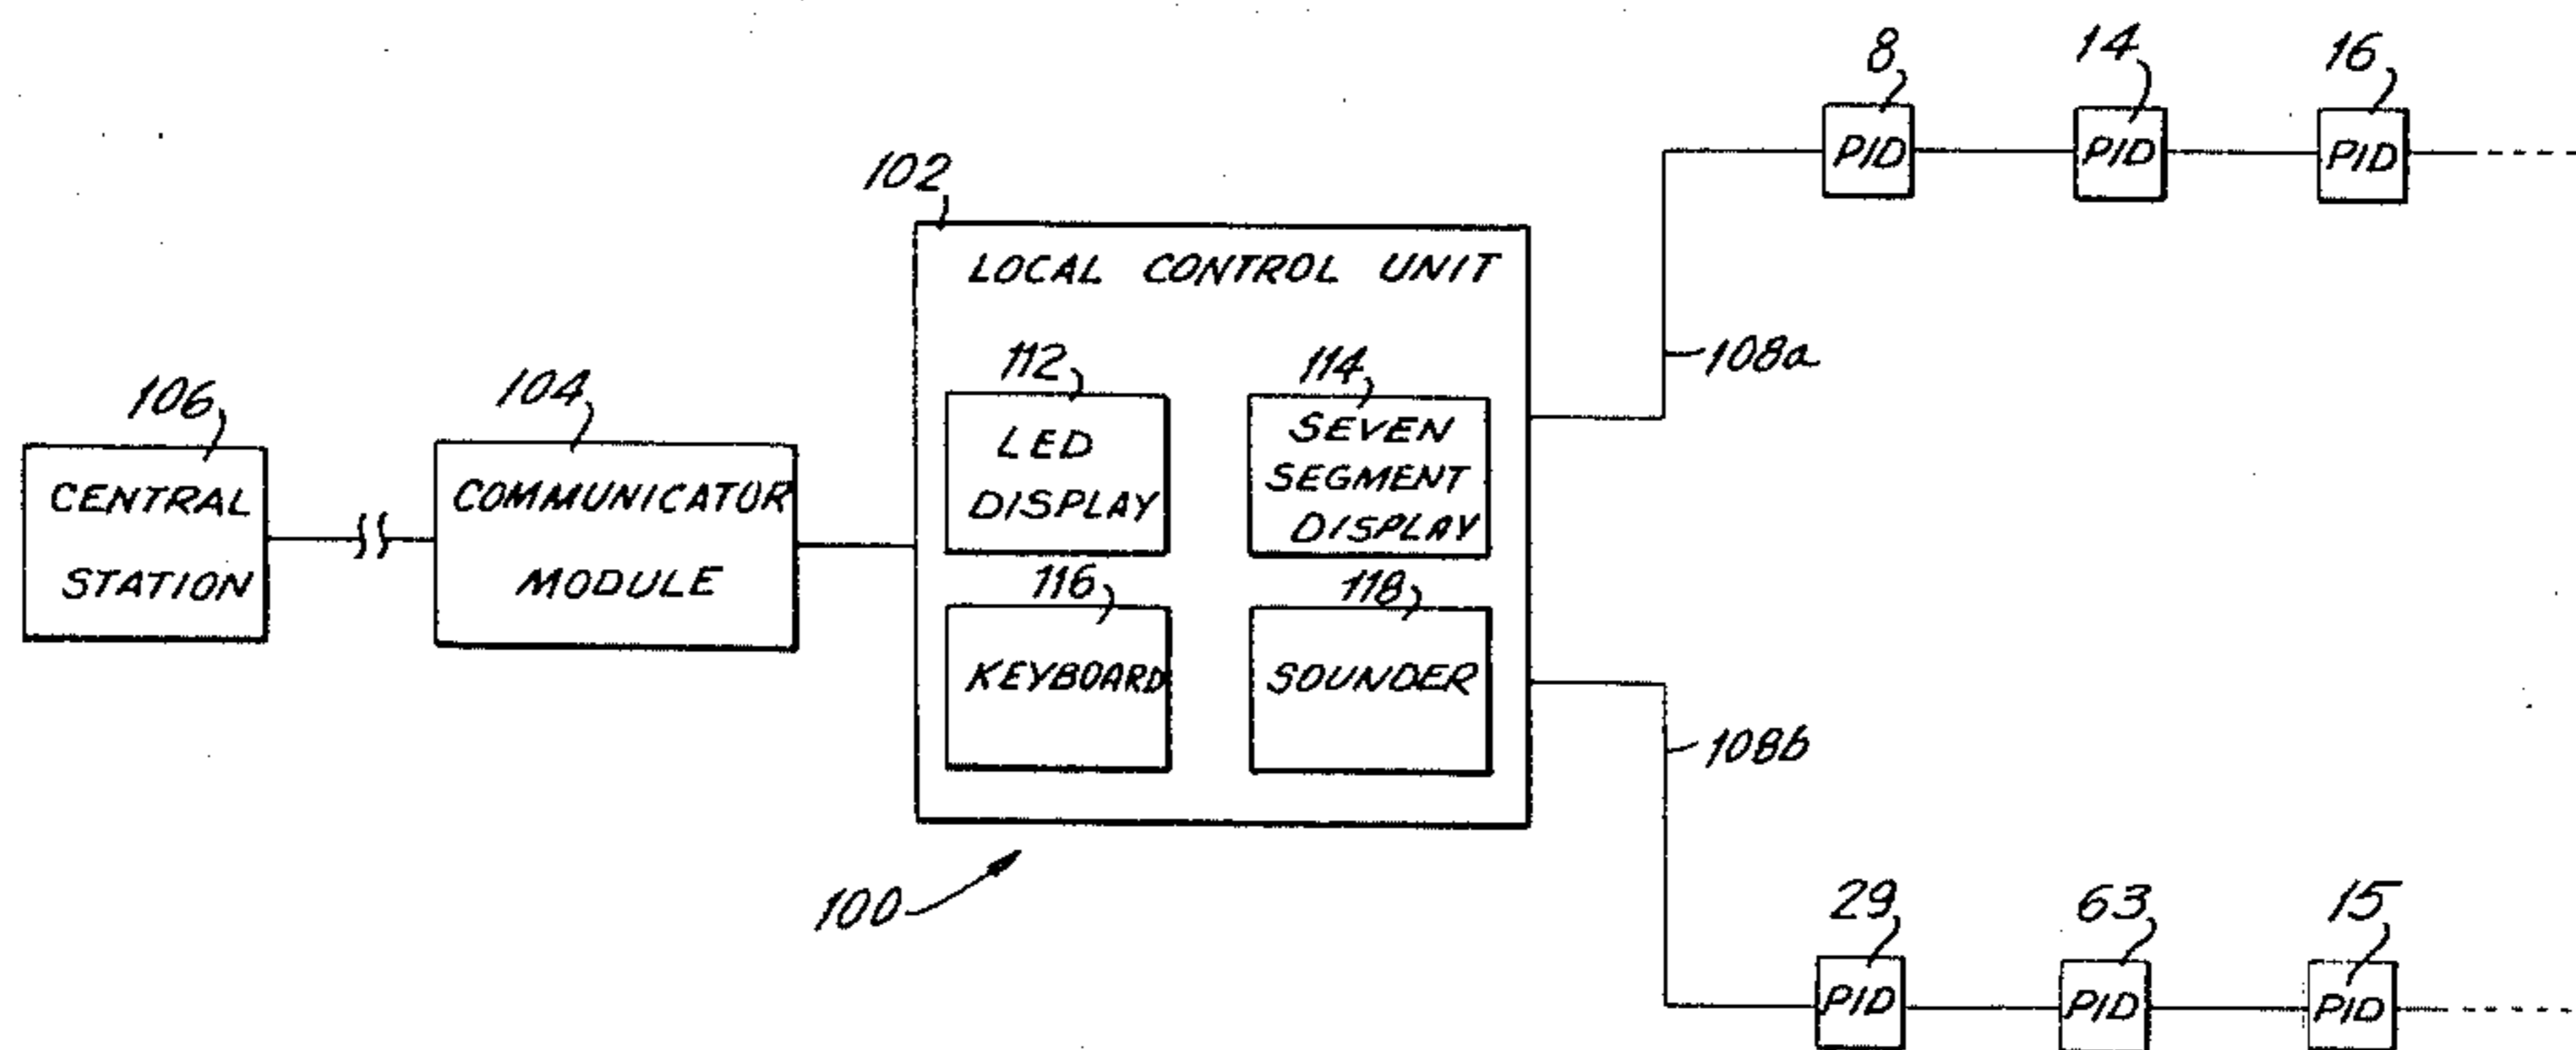 8
14
16
PID
PID
PID
102
LOCAL CONTROL UNIT
108a
112
LED
DISPLAY
114
SEVEN
SEGMENT
DISPLAY
106
CENTRAL
STATION
104
COMMUNICATOR
MODULE
116
KEYBOARD
118
SOUNDER
108b
100
29
63
15
PID
PID
PID